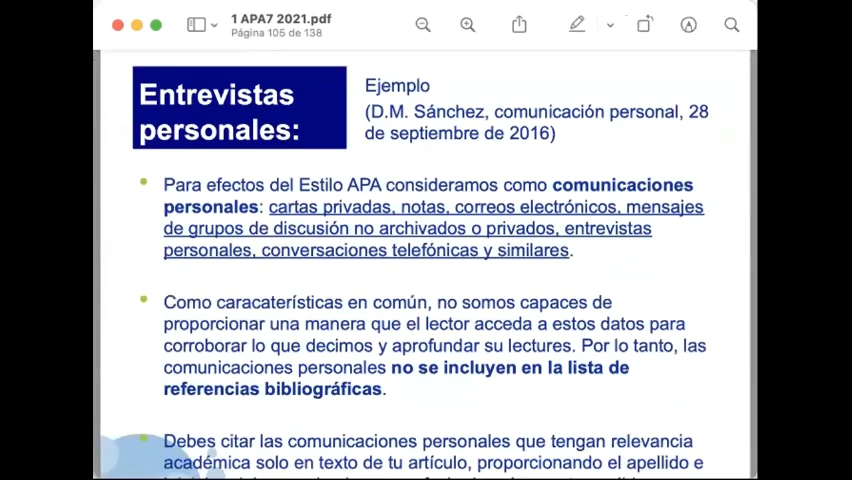 1 APA7 2021.pdf
Página 105 de 138
Entrevistas
personales:
Ejemplo
(D.M. Sánchez, comunicación personal, 28
de septiembre de 2016)
Para efectos del Estilo APA consideramos como comunicaciones
personales: cartas privadas, notas, correos electrónicos, mensajes
de grupos de discusión no archivados o privados, entrevistas
personales, conversaciones telefónicas y similares.
Como caracaterísticas en común, no somos capaces de
proporcionar una manera que el lector acceda a estos datos para
corroborar lo que decimos y aprofundar su lectures. Por lo tanto, las
comunicaciones personales no se incluyen en la lista de
referencias bibliográficas.
Debes citar las comunicaciones personales que tengan relevancia
académica solo en texto de tu artículo, proporcionando el apellido e